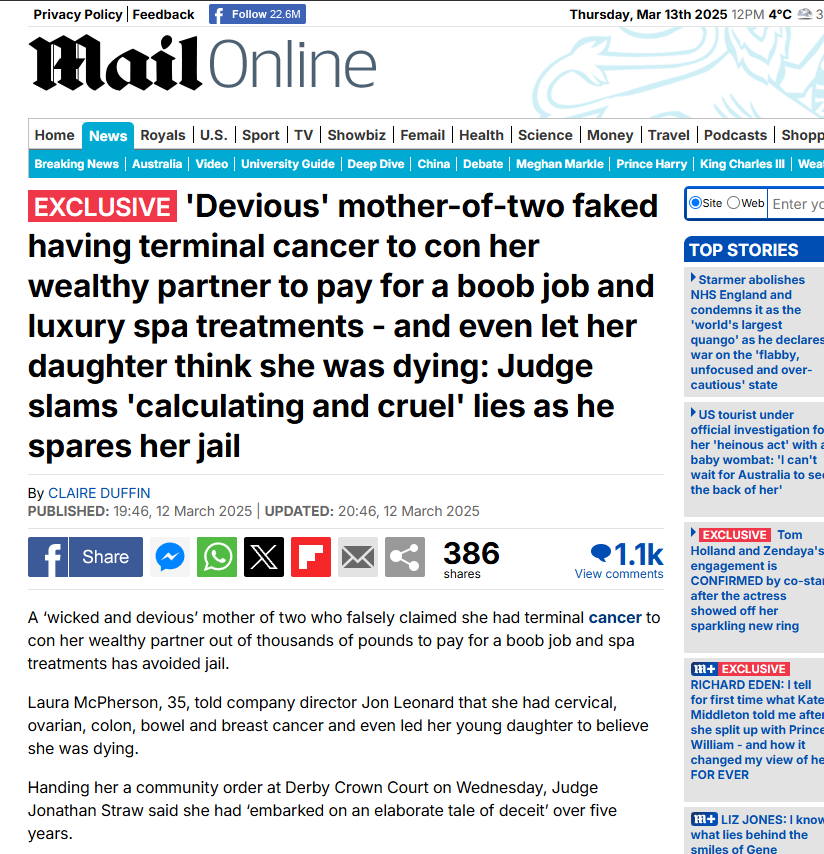 Privacy Policy | Feedback Follow 22.6M Thursday, Mar 13th 2025 12PM 4°C 3
Mail Online
Home News Royals U.S. Sport TV Showbiz Femail Health Science Money Travel Podcasts Shopp
Breaking News Australia Video University Guide Deep Dive China Debate Meghan Markle Prince Harry King Charles III Weat
EXCLUSIVE 'Devious' mother-of-two faked
having terminal cancer to con her
wealthy partner to pay for a boob job and
luxury spa treatments - and even let her
daughter think she was dying: Judge
slams 'calculating and cruel' lies as he
spares her jail
By CLAIRE DUFFIN
PUBLISHED: 19:46, 12 March 2025 | UPDATED: 20:46, 12 March 2025
Share
386
shares
1.1k
View comments
A ‘wicked and devious’ mother of two who falsely claimed she had terminal cancer to
con her wealthy partner out of thousands of pounds to pay for a boob job and spa
treatments has avoided jail.
Laura McPherson, 35, told company director Jon Leonard that she had cervical,
ovarian, colon, bowel and breast cancer and even led her young daughter to believe
she was dying.
Handing her a community order at Derby Crown Court on Wednesday, Judge
Jonathan Straw said she had ‘embarked on an elaborate tale of deceit’ over five
years.
Site Web Enter yo
TOP STORIES
Starmer abolishes
NHS England and
condemns it as the
'world's largest
quango' as he declares
war on the 'flabby,
unfocused and over-
cautious' state
US tourist under
official investigation fo
her 'heinous act' with a
baby wombat: 'I can't
wait for Australia to see
the back of her'
EXCLUSIVE Tom
Holland and Zendaya's
engagement is
CONFIRMED by co-star
after the actress
showed off her
sparkling new ring
m+ EXCLUSIVE
RICHARD EDEN: I tell
for first time what Kate
Middleton told me after
she split up with Prince
William - and how it
changed my view of he
FOR EVER
m+ LIZ JONES: I know
what lies behind the
smiles of Gene